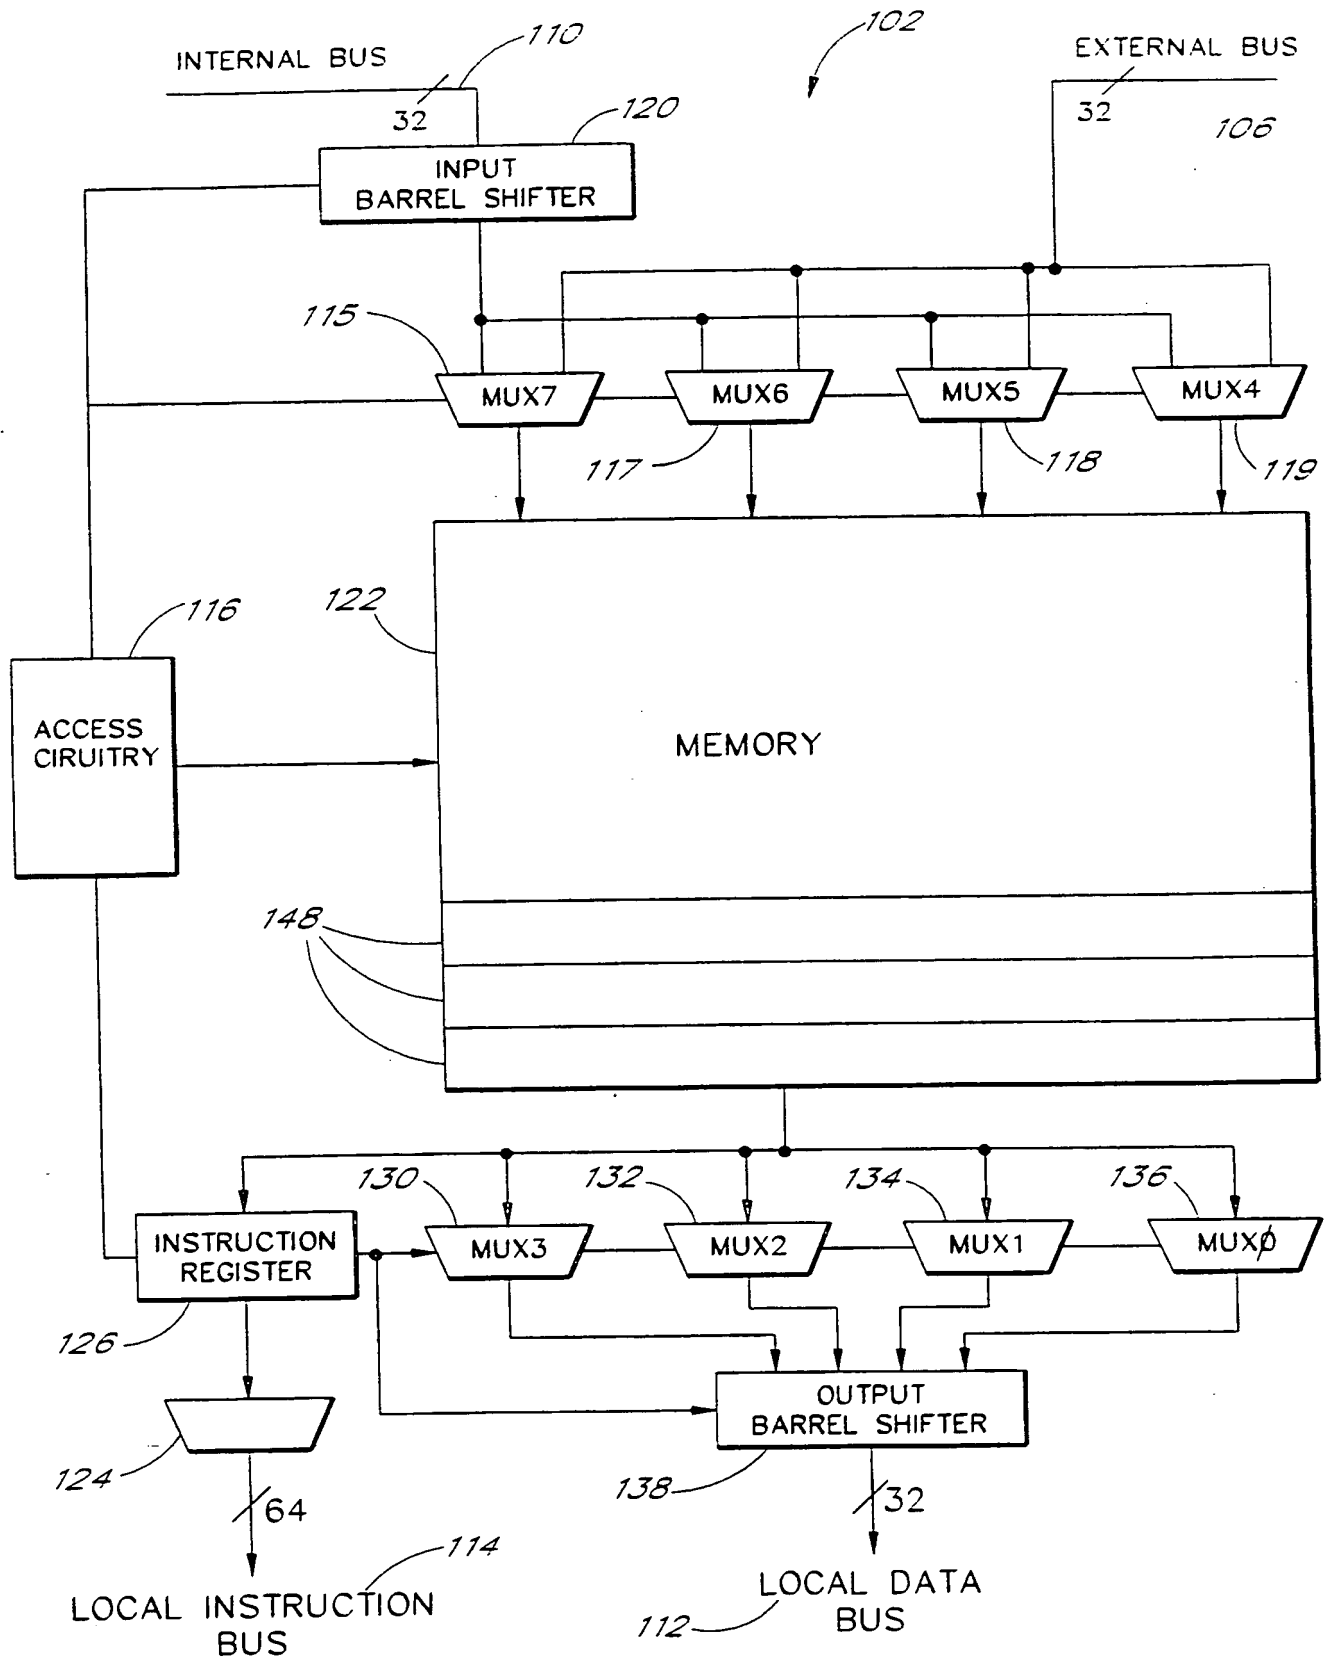 102
INTERNAL BUS
110
EXTERNAL BUS
32
120
32
106
INPUT
BARREL SHIFTER
115
MUX7
MUX6
MUX5
MUX4
117
118
119
116
122
ACCESS
CIRUITRY
MEMORY
148
130
132
134
136
INSTRUCTION
REGISTER
MUX3
MUX2
MUX1
MUX0
126
OUTPUT
BARREL SHIFTER
124
138
64
32
114
LOCAL INSTRUCTION
BUS
LOCAL DATA
BUS
112